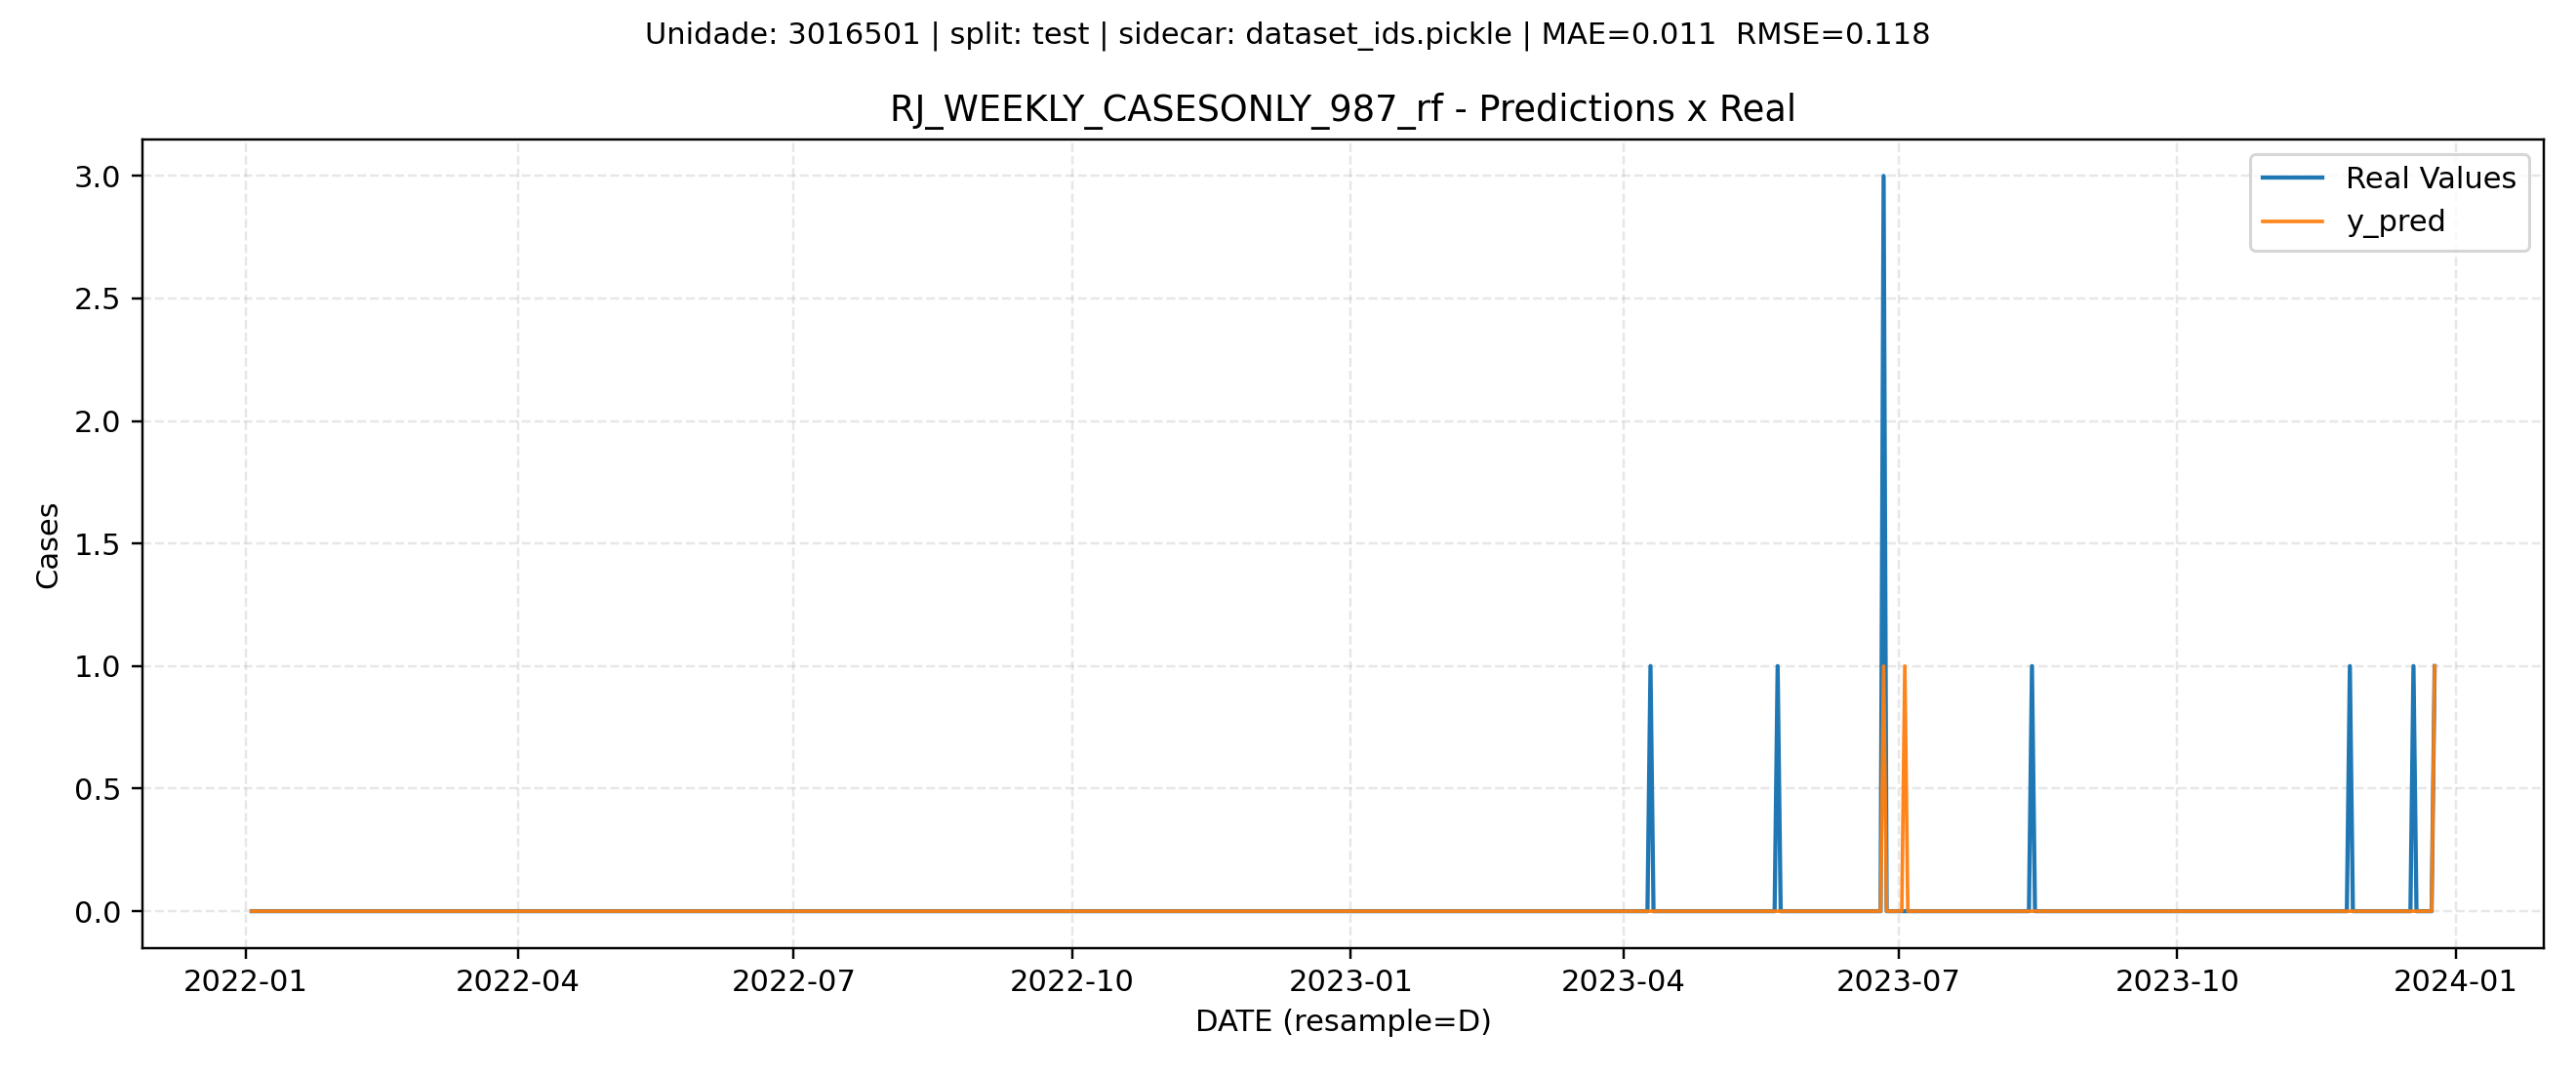 Unidade: 3016501 | split: test | sidecar: dataset_ids.pickle | MAE=0.011  RMSE=0.118
RJ_WEEKLY_CASESONLY_987_rf - Predictions x Real
Real Values
y_pred
Cases
3.0
2.5
2.0
1.5
1.0
0.5
0.0
2022-01 2022-04 2022-07 2022-10 2023-01 2023-04 2023-07 2023-10 2024-01
DATE (resample=D)